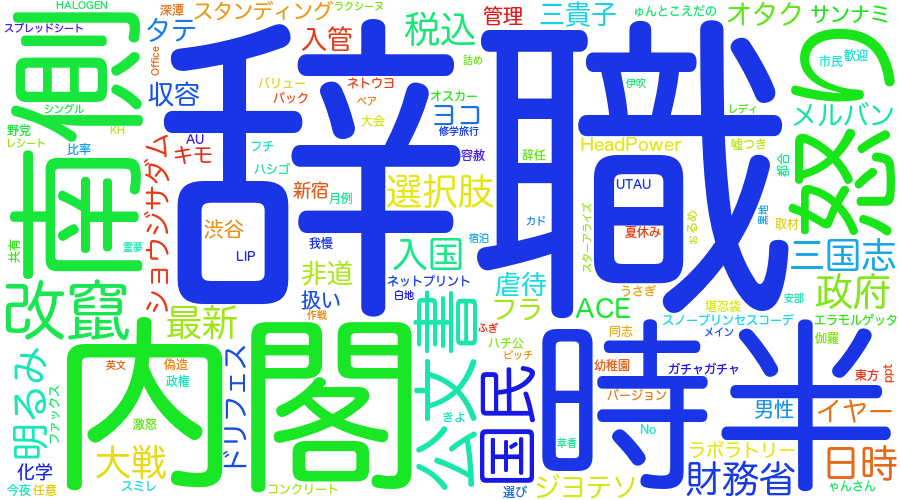 HALOGEN
深潭
スタンディング
ラクシーヌ
管理
三貴子
ゅんとこえだの
オタク
サンナミ
スプレッドシート
タテ
入管
税込
詰め
市民
歓迎
側
Office
収容
バリュー
ネトウヨ
パック
ペア
オスカー
ヨコ
伊吹
レディ
り
メルバン
シングル
KH
野党
レシート
比率
AU
キモ
フチ
大会
修学旅行
容赦
辞任
HeadPower
嘘つき
都合
怒
辞職
ショウジサダム
ハシゴ
新宿
月例
選択肢
UTAU
黒地
取材
南
共有
霊夢
渋谷
LIP
我慢
入国
宿泊
カド
夏休み
スターアライズ
おるめ
三国志
非道
扱い
ネットプリント
白地
虐待
うさぎ
堪忍袋
安部
政府
改竄
最新
作戦
書
ふぎ
フラ
ACE
同志
スノープリンセスコーデ
メイン
エラモルゲッタ
伽羅
内閣
時半
ハチ公
ピッチ
幼稚園
ガチャガチャ
東方
ppt
明るみ
ファックス
英文
偽造
政権
ドリフェス
公文
国民
バージョン
男性
イヤー
激怒
きよ
萃香
No
ラボラトリー
化学
大戦
今夜
任意
スミレ
コンクリート
選び
ジョテソ
財務省
日時
ゃんさん